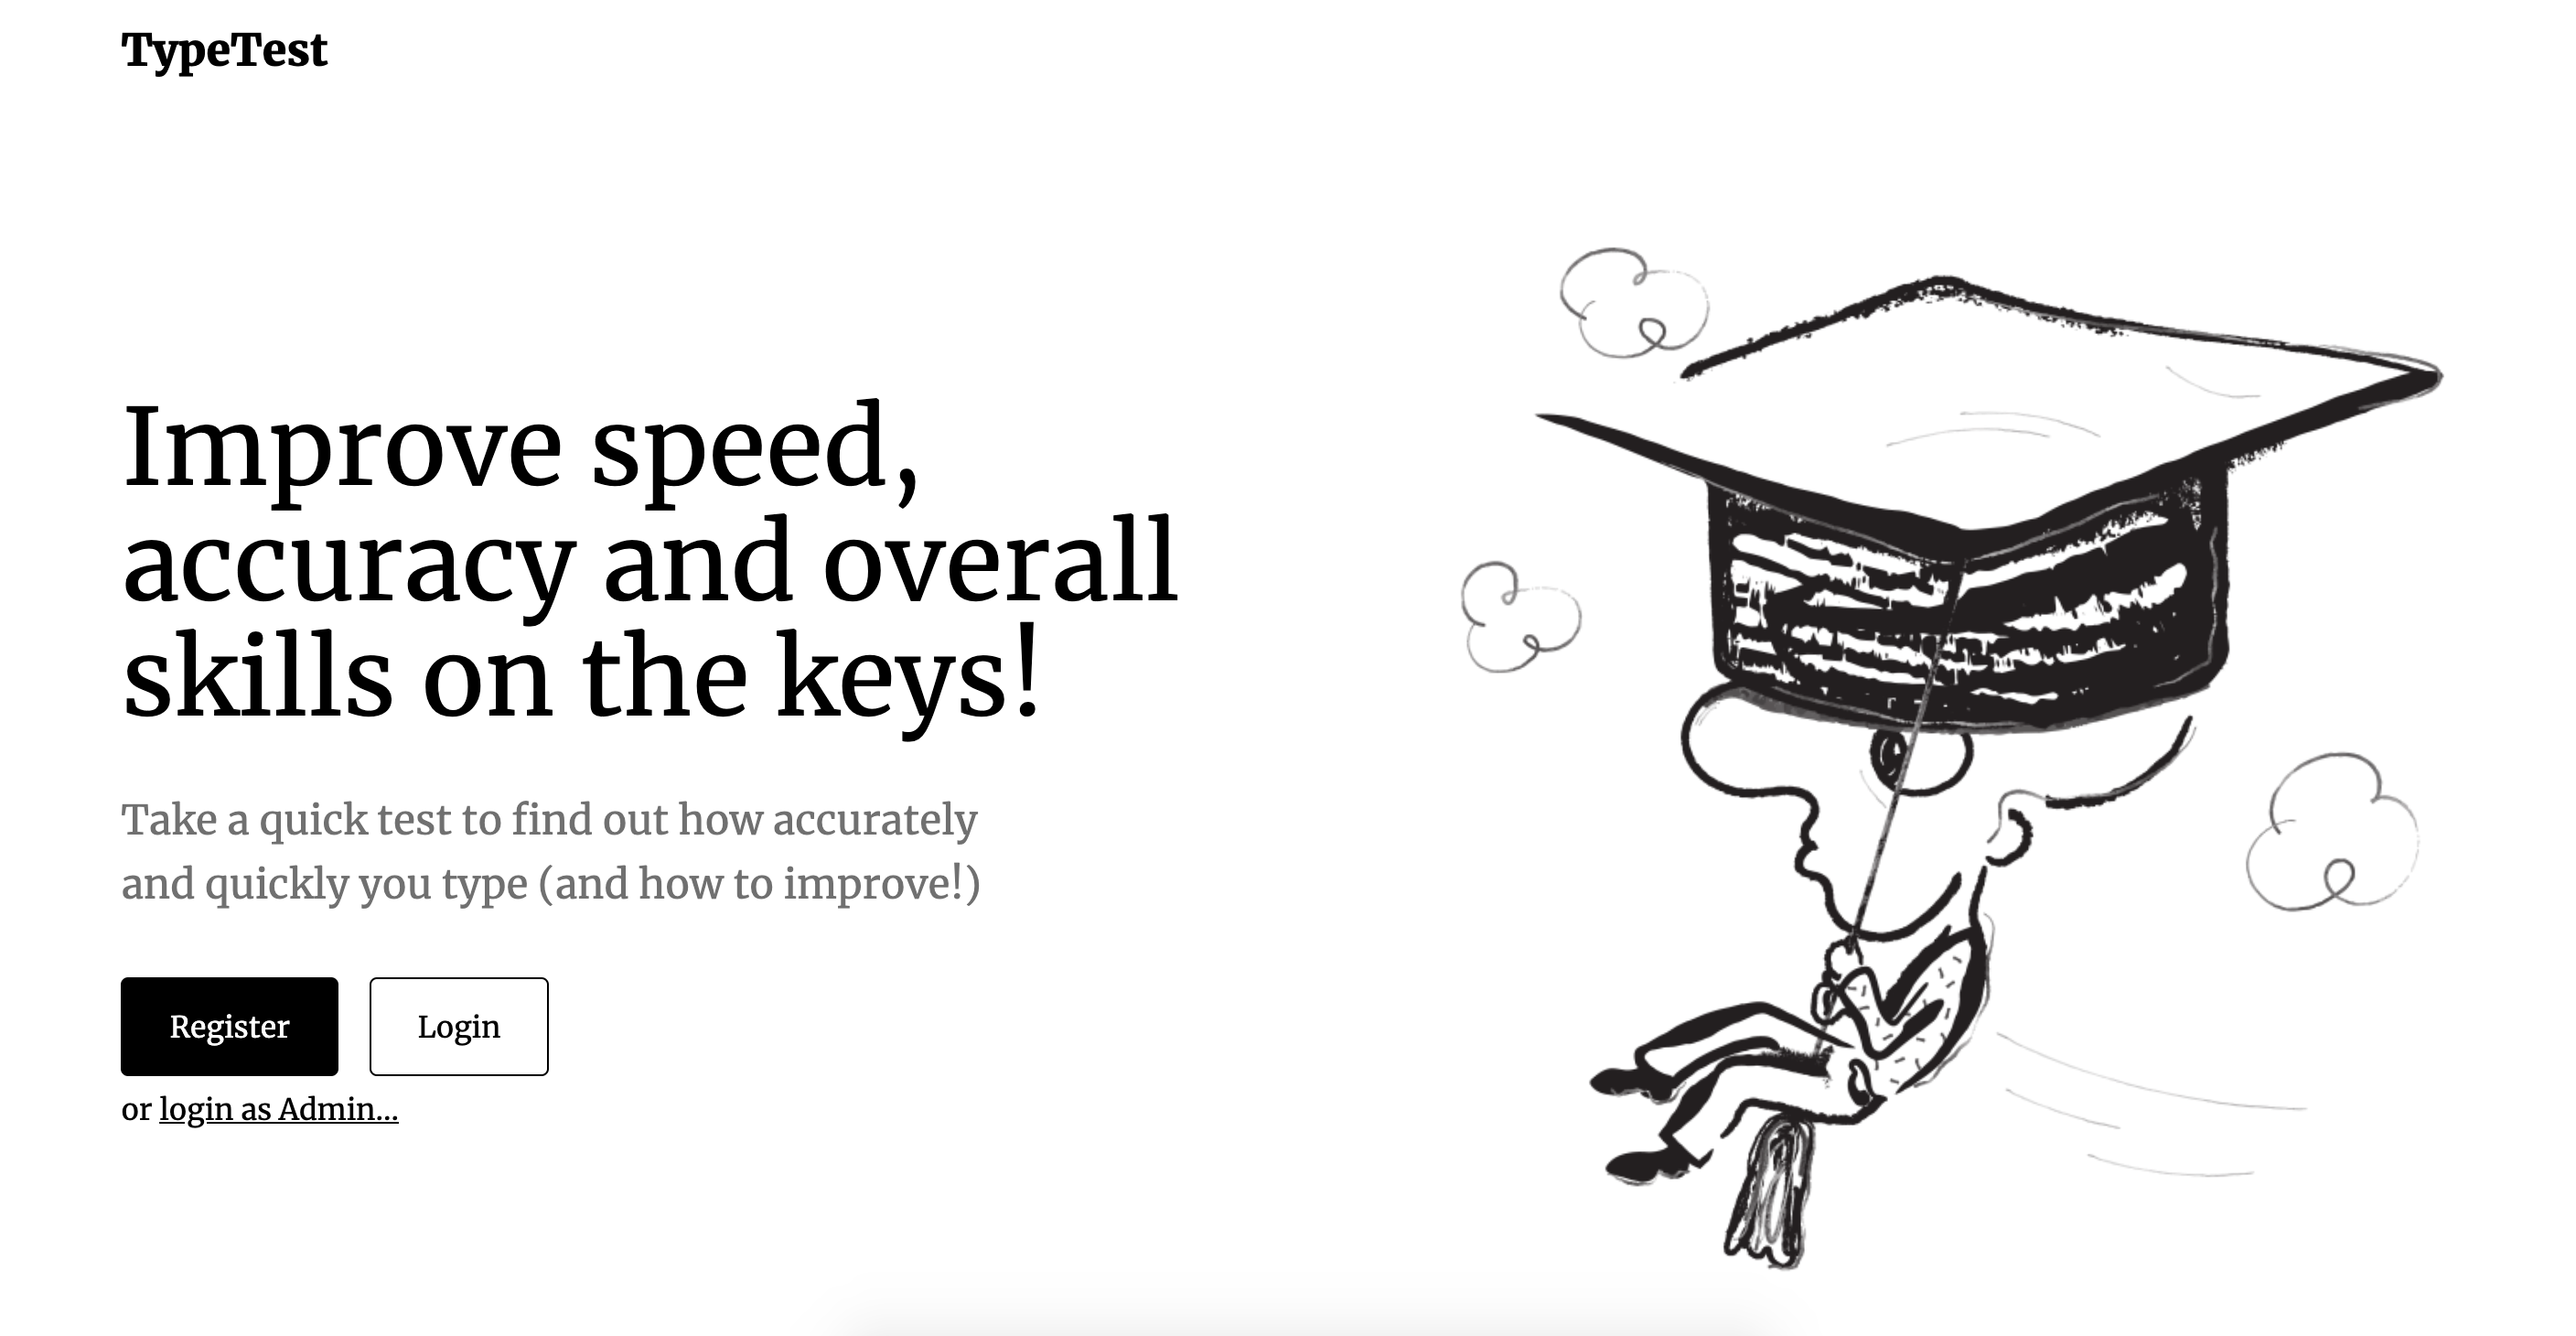 TypeTest
Improve speed,
accuracy and overall
skills on the keys!
Take a quick test to find out how accurately
and quickly you type (and how to improve!)
Register
Login
or login as Admin...